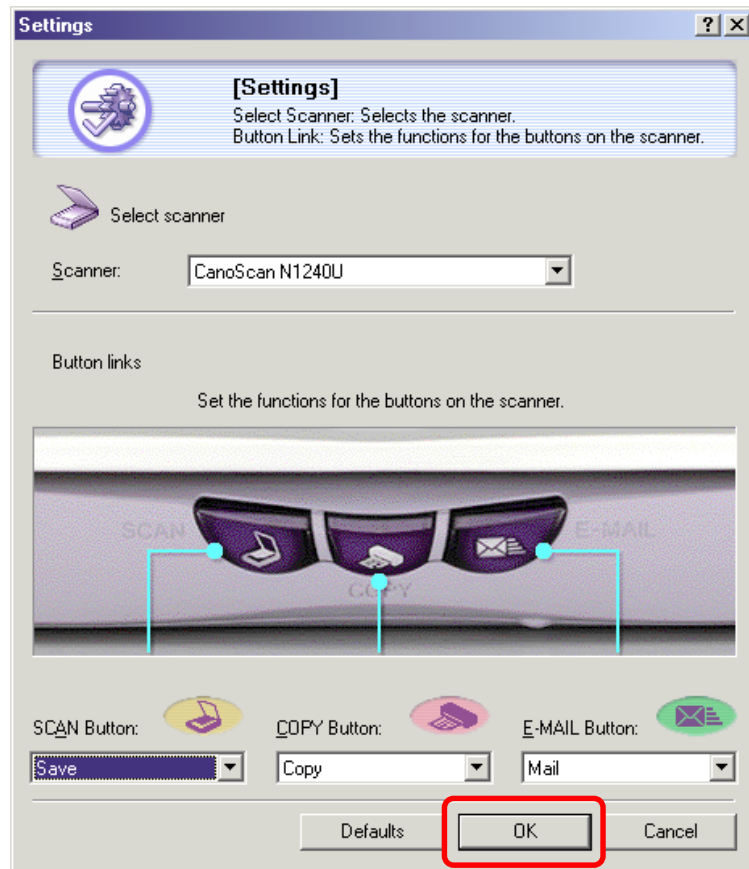 Settings
[Settings]
Select Scanner: Selects the scanner.
Button Link: Sets the functions for the buttons on the scanner.
Select scanner
Scanner: CanoScan N1240U
Button links
Set the functions for the buttons on the scanner.
SCAN E-MAIL
COPY
SCAN Button: COPY Button: E-MAIL Button:
Save Copy Mail
Defaults OK Cancel